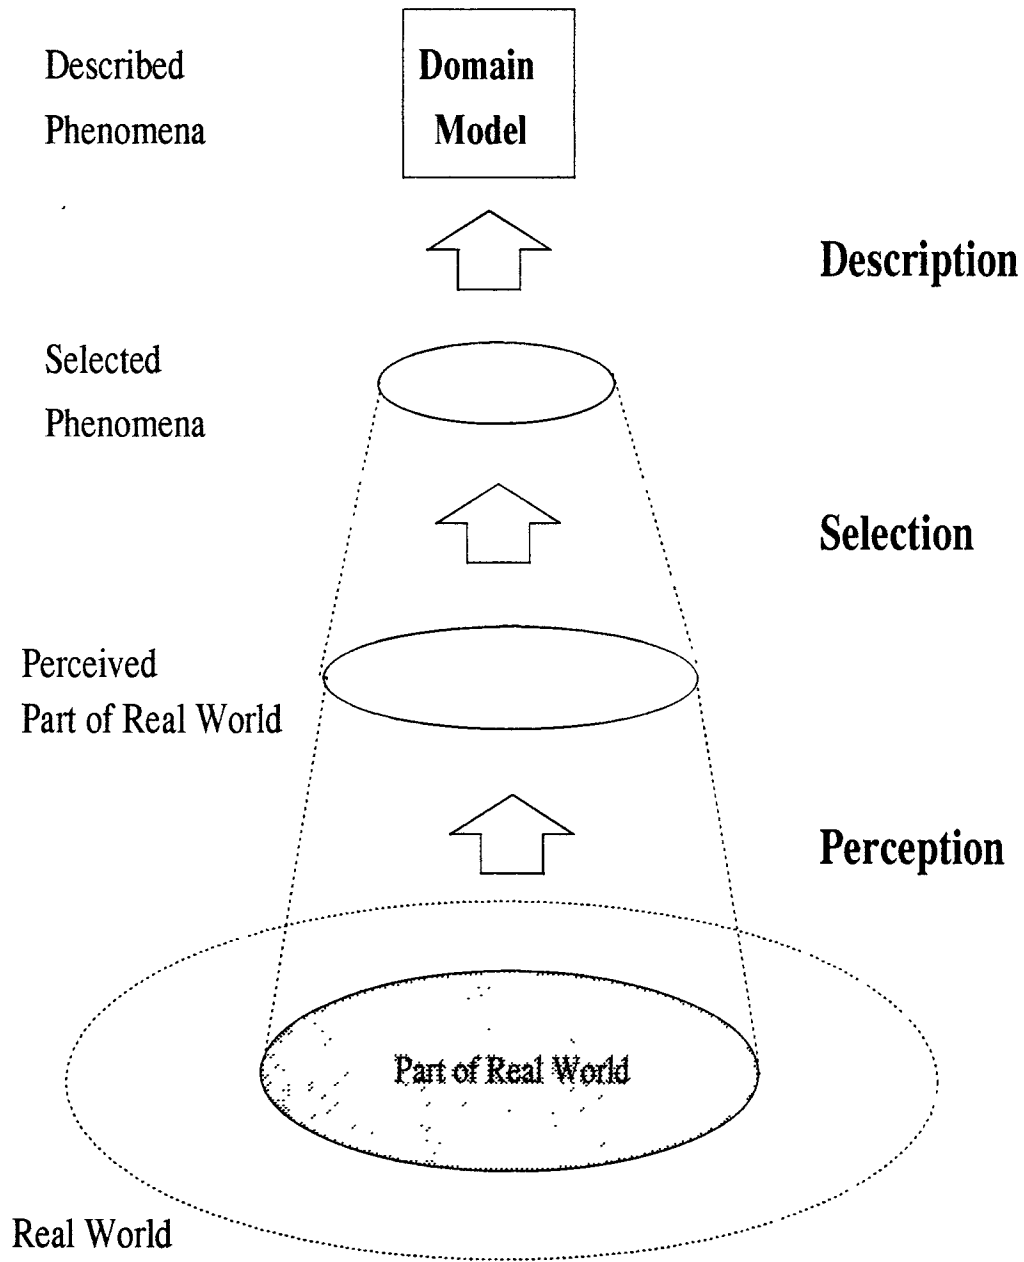 Described
Phenomena
Domain
Model
Description
Selected
Phenomena
Selection
Perceived
Part of Real World
Perception
Part of Real World
Real World